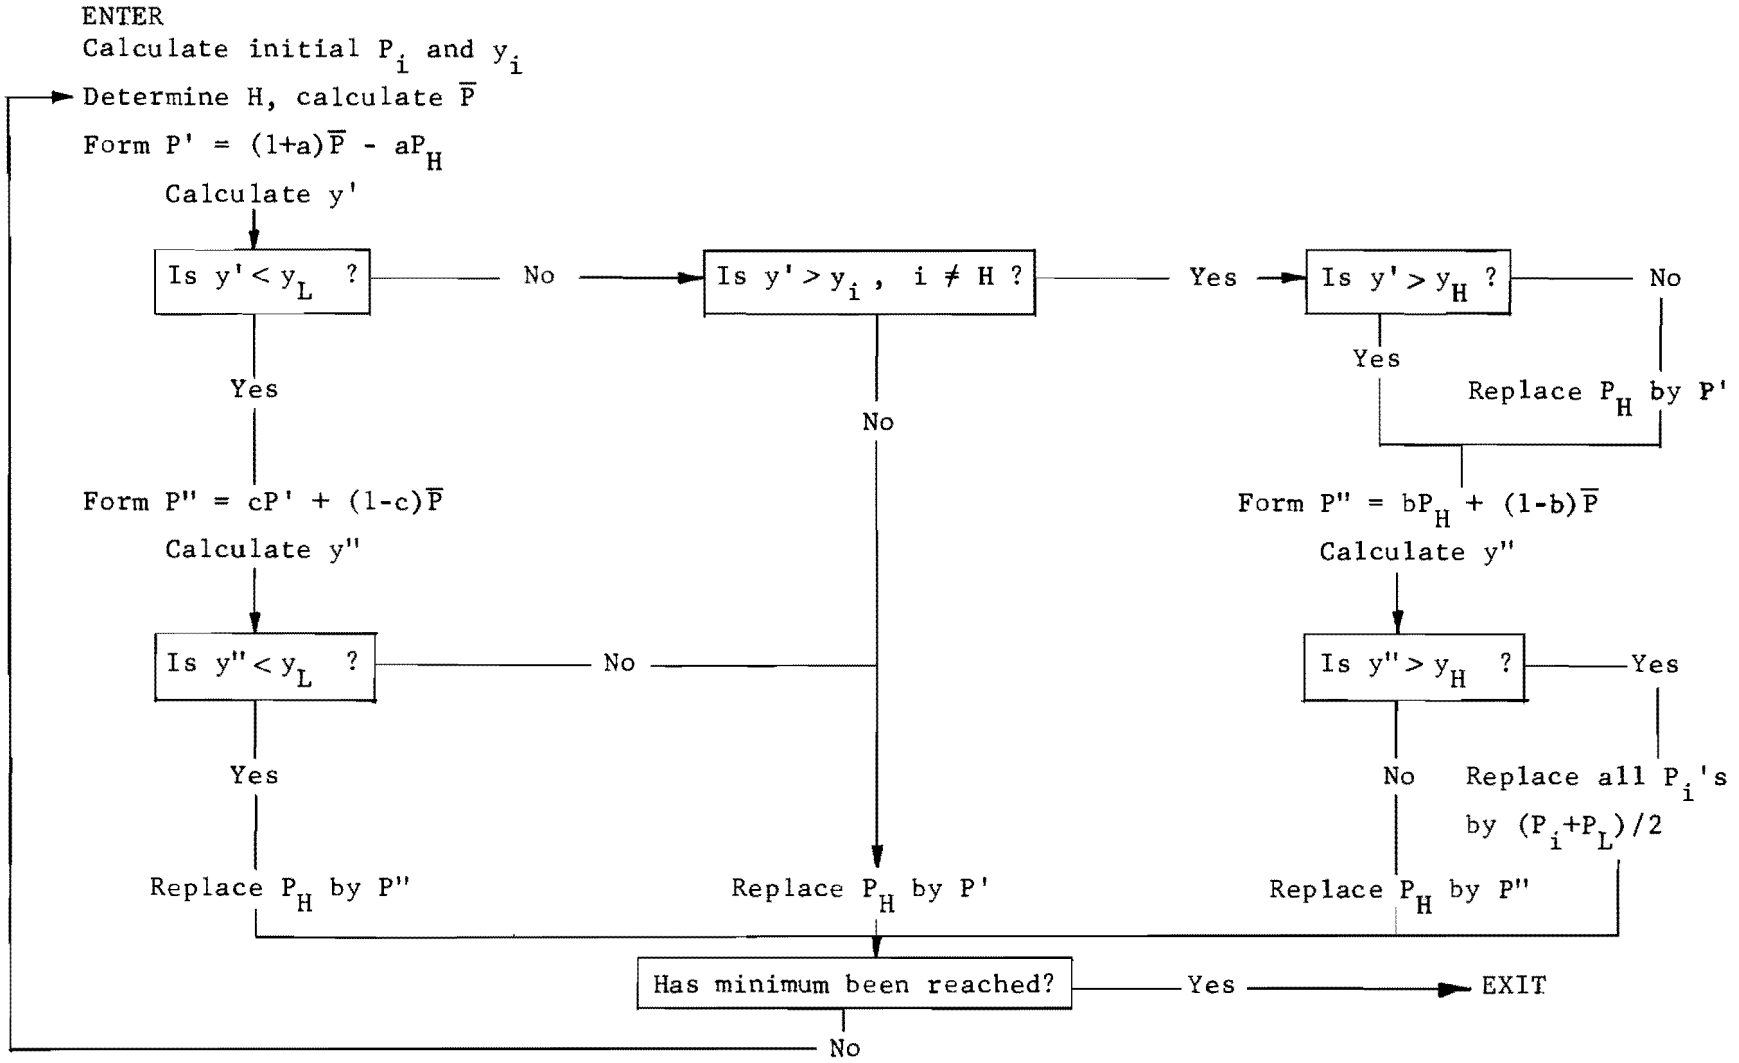 ENTER
Calculate initial P_i and y_i
Determine H, calculate P̅
Form P' = (1+a)P̅ - aP_H
Calculate y'
Is y' < y_L ?
No
Is y' > y_i , i ≠ H ?
Yes
Is y' > y_H ?
No
Yes
Replace P_H by P'
Yes
No
Form P" = cP' + (1-c)P̅
Calculate y"
Form P" = bP_H + (1-b)P̅
Calculate y"
Is y" < y_L ?
No
Is y" > y_H ?
Yes
Yes
No
Replace all P_i's
by (P_i+P_L)/2
Replace P_H by P"
Replace P_H by P'
Replace P_H by P"
Has minimum been reached?
Yes
EXIT
No